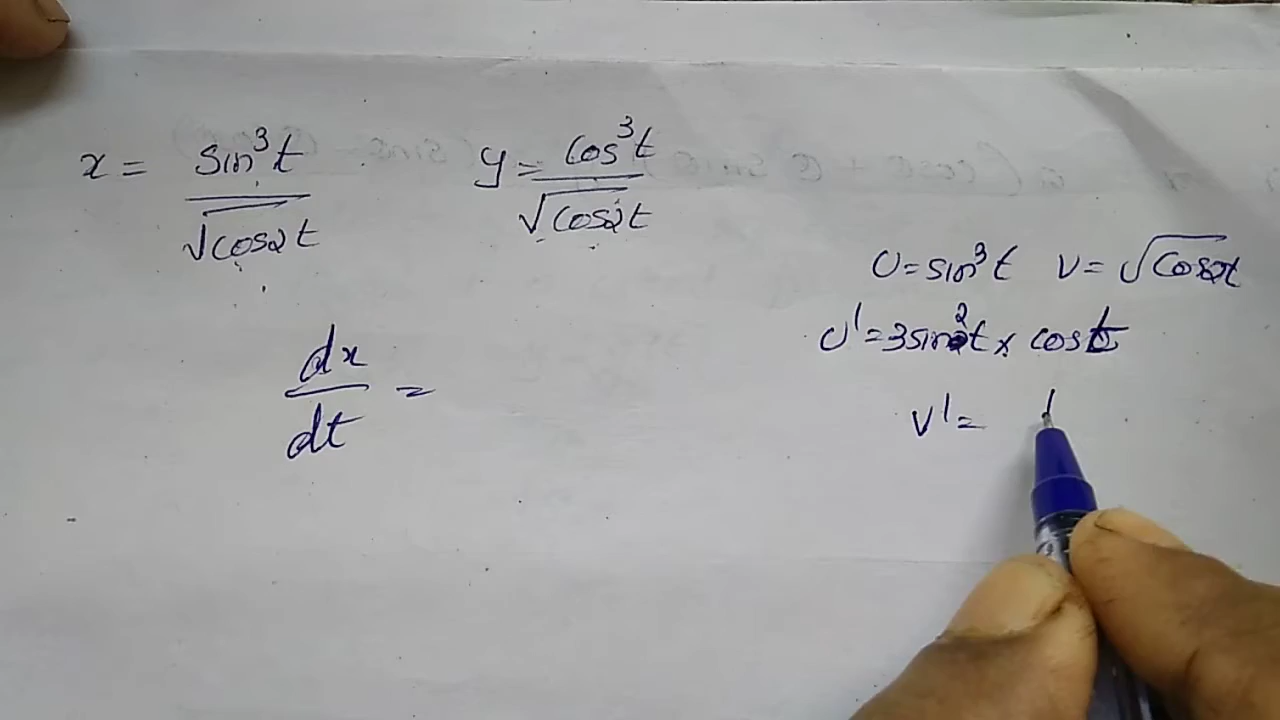 x = sin³t / √cos2t   y = cos³t / √cos2t
U = sin³t   V = √cos2t
U' = 3sin²t × cost
dx/dt =
V' = 1